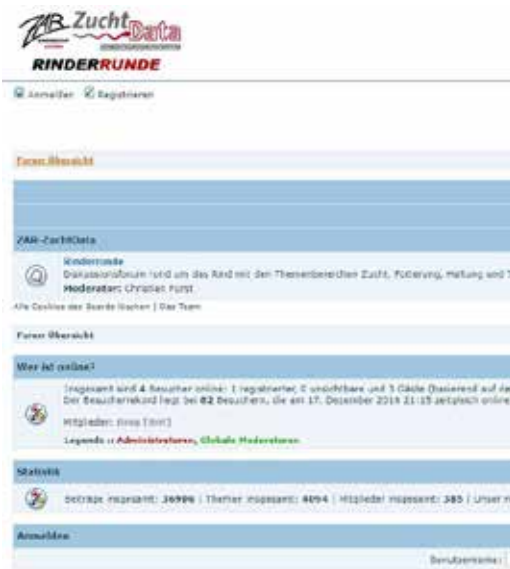 ZAR ZuchtData
RINDERRUNDE
Anmelden Registrieren
Foren-Übersicht
ZAR-ZuchtData
Rinderrunde
Diskussionsforum rund um das Rind mit den Themenbereichen Zucht, Fütterung, Haltung und
Moderator: Christian Fürst
Alle Cookies des Boards löschen | Das Team
Foren-Übersicht
Wer ist online?
Insgesamt sind 4 Besucher online: 1 registrierter, 0 unsichtbare und 3 Gäste (basierend auf
Der Besucherrekord liegt bei 82 Besuchern, die am 17. Dezember 21:15 zeitgleich online
Mitglieder:
Legende :: Administratoren, Globale Moderatoren
Statistik
Beiträge insgesamt: 36986 | Themen insgesamt: 4094 | Mitglieder insgesamt: 385 | Unser
Anmelden
Benutzername: